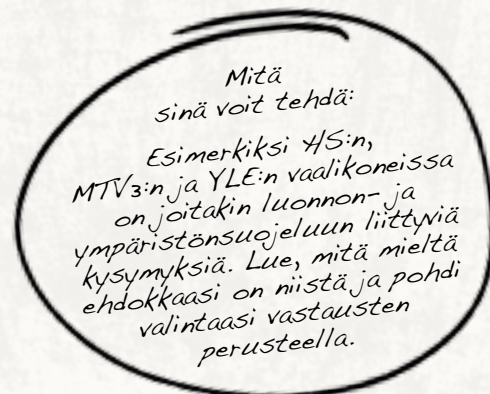 Mitä
sinä voit tehdä:
Esimerkiksi HS:n,
MTV3:n ja YLE:n vaalikoneissa
on joitakin luonnon- ja
ympäristönsuojeluun liittyviä
kysymyksiä. Lue, mitä mieltä
ehdokkaasi on niistä ja pohdi
valintaasi vastausten
perusteella.